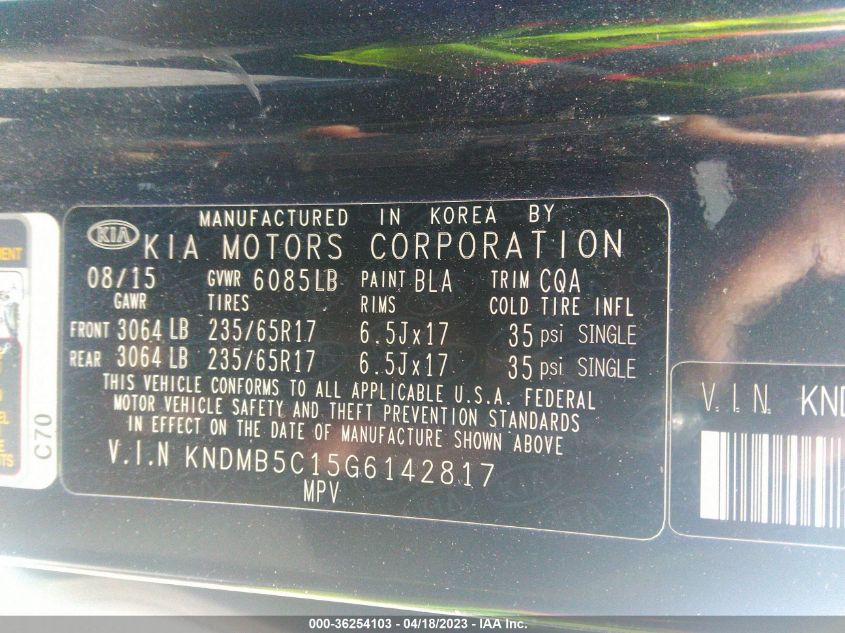 MANUFACTURED IN KOREA BY
KIA KIA MOTORS CORPORATION
08/15 GVWR 6085LB PAINT BLA TRIM CQA
GAWR TIRES RIMS COLD TIRE INFL
FRONT 3064 LB 235/65R17 6.5Jx17 35 psi SINGLE
REAR 3064 LB 235/65R17 6.5Jx17 35 psi SINGLE
THIS VEHICLE CONFORMS TO ALL APPLICABLE U.S.A. FEDERAL
MOTOR VEHICLE SAFETY AND THEFT PREVENTION STANDARDS
IN EFFECT ON THE DATE OF MANUFACTURE SHOWN ABOVE
V.I.N KNDMB5C15G6142817
MPV
C70
V.I.N. KND
000-36254103 - 04/18/2023 - IAA Inc.